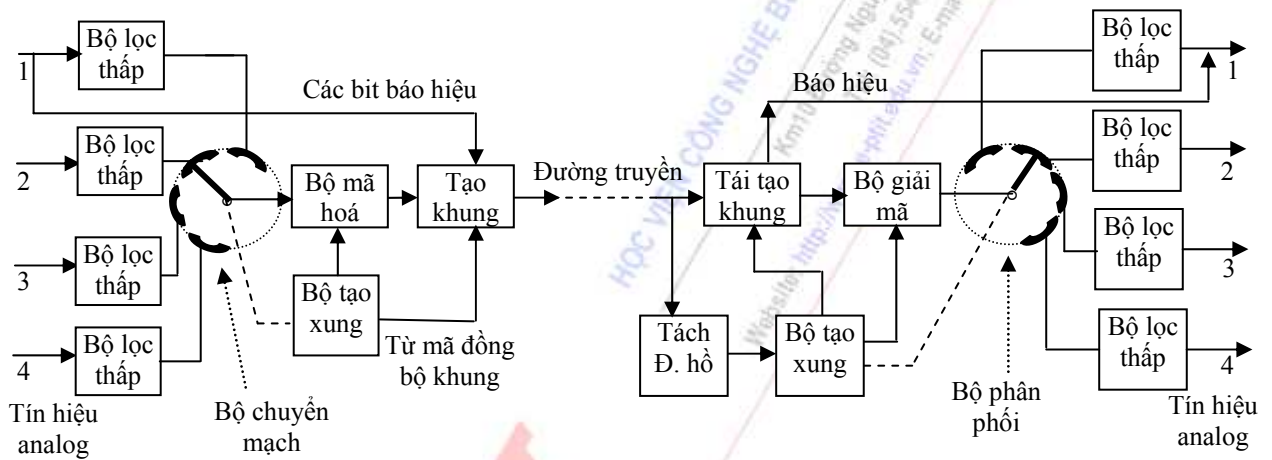 Bộ lọc
thấp
1
Các bit báo hiệu
Bộ lọc
thấp
2
Bộ mã
hoá
Tạo
khung
Đường truyền
Bộ lọc
thấp
3
Bộ tạo
xung
Từ mã đồng
bộ khung
Bộ lọc
thấp
4
Tín hiệu
analog
Bộ chuyển
mạch
Báo hiệu
Tái tạo
khung
Bộ giải
mã
Tách
Đ. hồ
Bộ tạo
xung
Bộ phân
phối
Bộ lọc
thấp
1
Bộ lọc
thấp
2
Bộ lọc
thấp
3
Bộ lọc
thấp
4
Tín hiệu
analog
HỌC VIỆN CÔNG NGHỆ